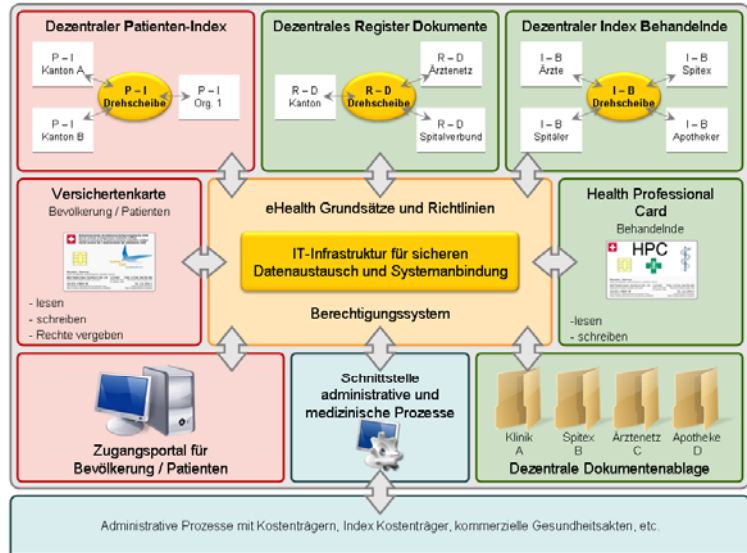 Dezentraler Patienten-Index
P – I
Kanton A
P – I
Drehscheibe
P – I
Org. 1
P – I
Kanton B
Dezentrales Register Dokumente
R – D
Ärztenetz
R – D
Kanton
R – D
Drehscheibe
R – D
Spitalverbund
Dezentraler Index Behandelnde
I – B
Ärzte
I – B
Spitex
I – B
Drehscheibe
I – B
Spitäler
I – B
Apotheker
Versichertenkarte
Bevölkerung / Patienten
- lesen
- schreiben
- Rechte vergeben
eHealth Grundsätze und Richtlinien
IT-Infrastruktur für sicheren
Datenaustausch und Systemanbindung
Berechtigungssystem
Health Professional
Card
Behandelnde
HPC
-lesen
- schreiben
Zugangsportal für
Bevölkerung / Patienten
Schnittstelle
administrative und
medizinische Prozesse
Klinik
A
Spitex
B
Ärztenetz
C
Apotheke
D
Dezentrale Dokumentenablage
Administrative Prozesse mit Kostenträgern, Index Kostenträger, kommerzielle Gesundheitsakten, etc.